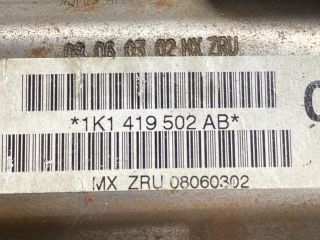 08 06 03 02 MX ZRU
*1K1 419 502 AB*
MX ZRU 08060302